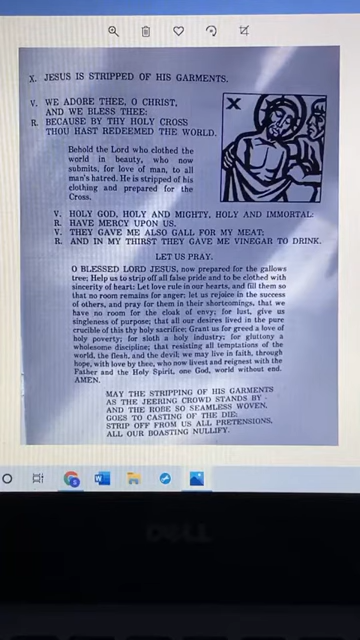 X. JESUS IS STRIPPED OF HIS GARMENTS.
V. WE ADORE THEE, O CHRIST,
AND WE BLESS THEE:
R. BECAUSE BY THY HOLY CROSS
THOU HAST REDEEMED THE WORLD.
X
Behold the Lord who clothed the
world in beauty, who now
submits, for love of man, to all
man's hatred. He is stripped of his
clothing and prepared for the
Cross.
V. HOLY GOD, HOLY AND MIGHTY, HOLY AND IMMORTAL:
R. HAVE MERCY UPON US.
V. THEY GAVE ME ALSO GALL FOR MY MEAT;
R. AND IN MY THIRST THEY GAVE ME VINEGAR TO DRINK.
LET US PRAY.
O BLESSED LORD JESUS, now prepared for the gallows
tree; Help us to strip off all false pride and to be clothed with
sincerity of heart: Let love rule in our hearts, and fill them so
that no room remains for anger; let us rejoice in the success
of others, and pray for them in their shortcomings, that we
have no room for the cloak of envy; for lust, give us
singleness of purpose; that all our desires lived in the pure
crucible of this thy holy sacrifice; Grant us for greed a love of
holy poverty; for sloth a holy industry; for gluttony a
wholesome discipline; that resisting all temptations of the
world, the flesh, and the devil; we may live in faith, through
hope, with love by thee, who now livest and reignest with the
Father and the Holy Spirit, one God, world without end.
AMEN.
MAY THE STRIPPING OF HIS GARMENTS
AS THE JEERING CROWD STANDS BY -
AND THE ROBE SO SEAMLESS WOVEN,
GOES TO CASTING OF THE DIE;
STRIP OFF FROM US ALL PRETENSIONS,
ALL OUR BOASTING NULLIFY.
W
DELL